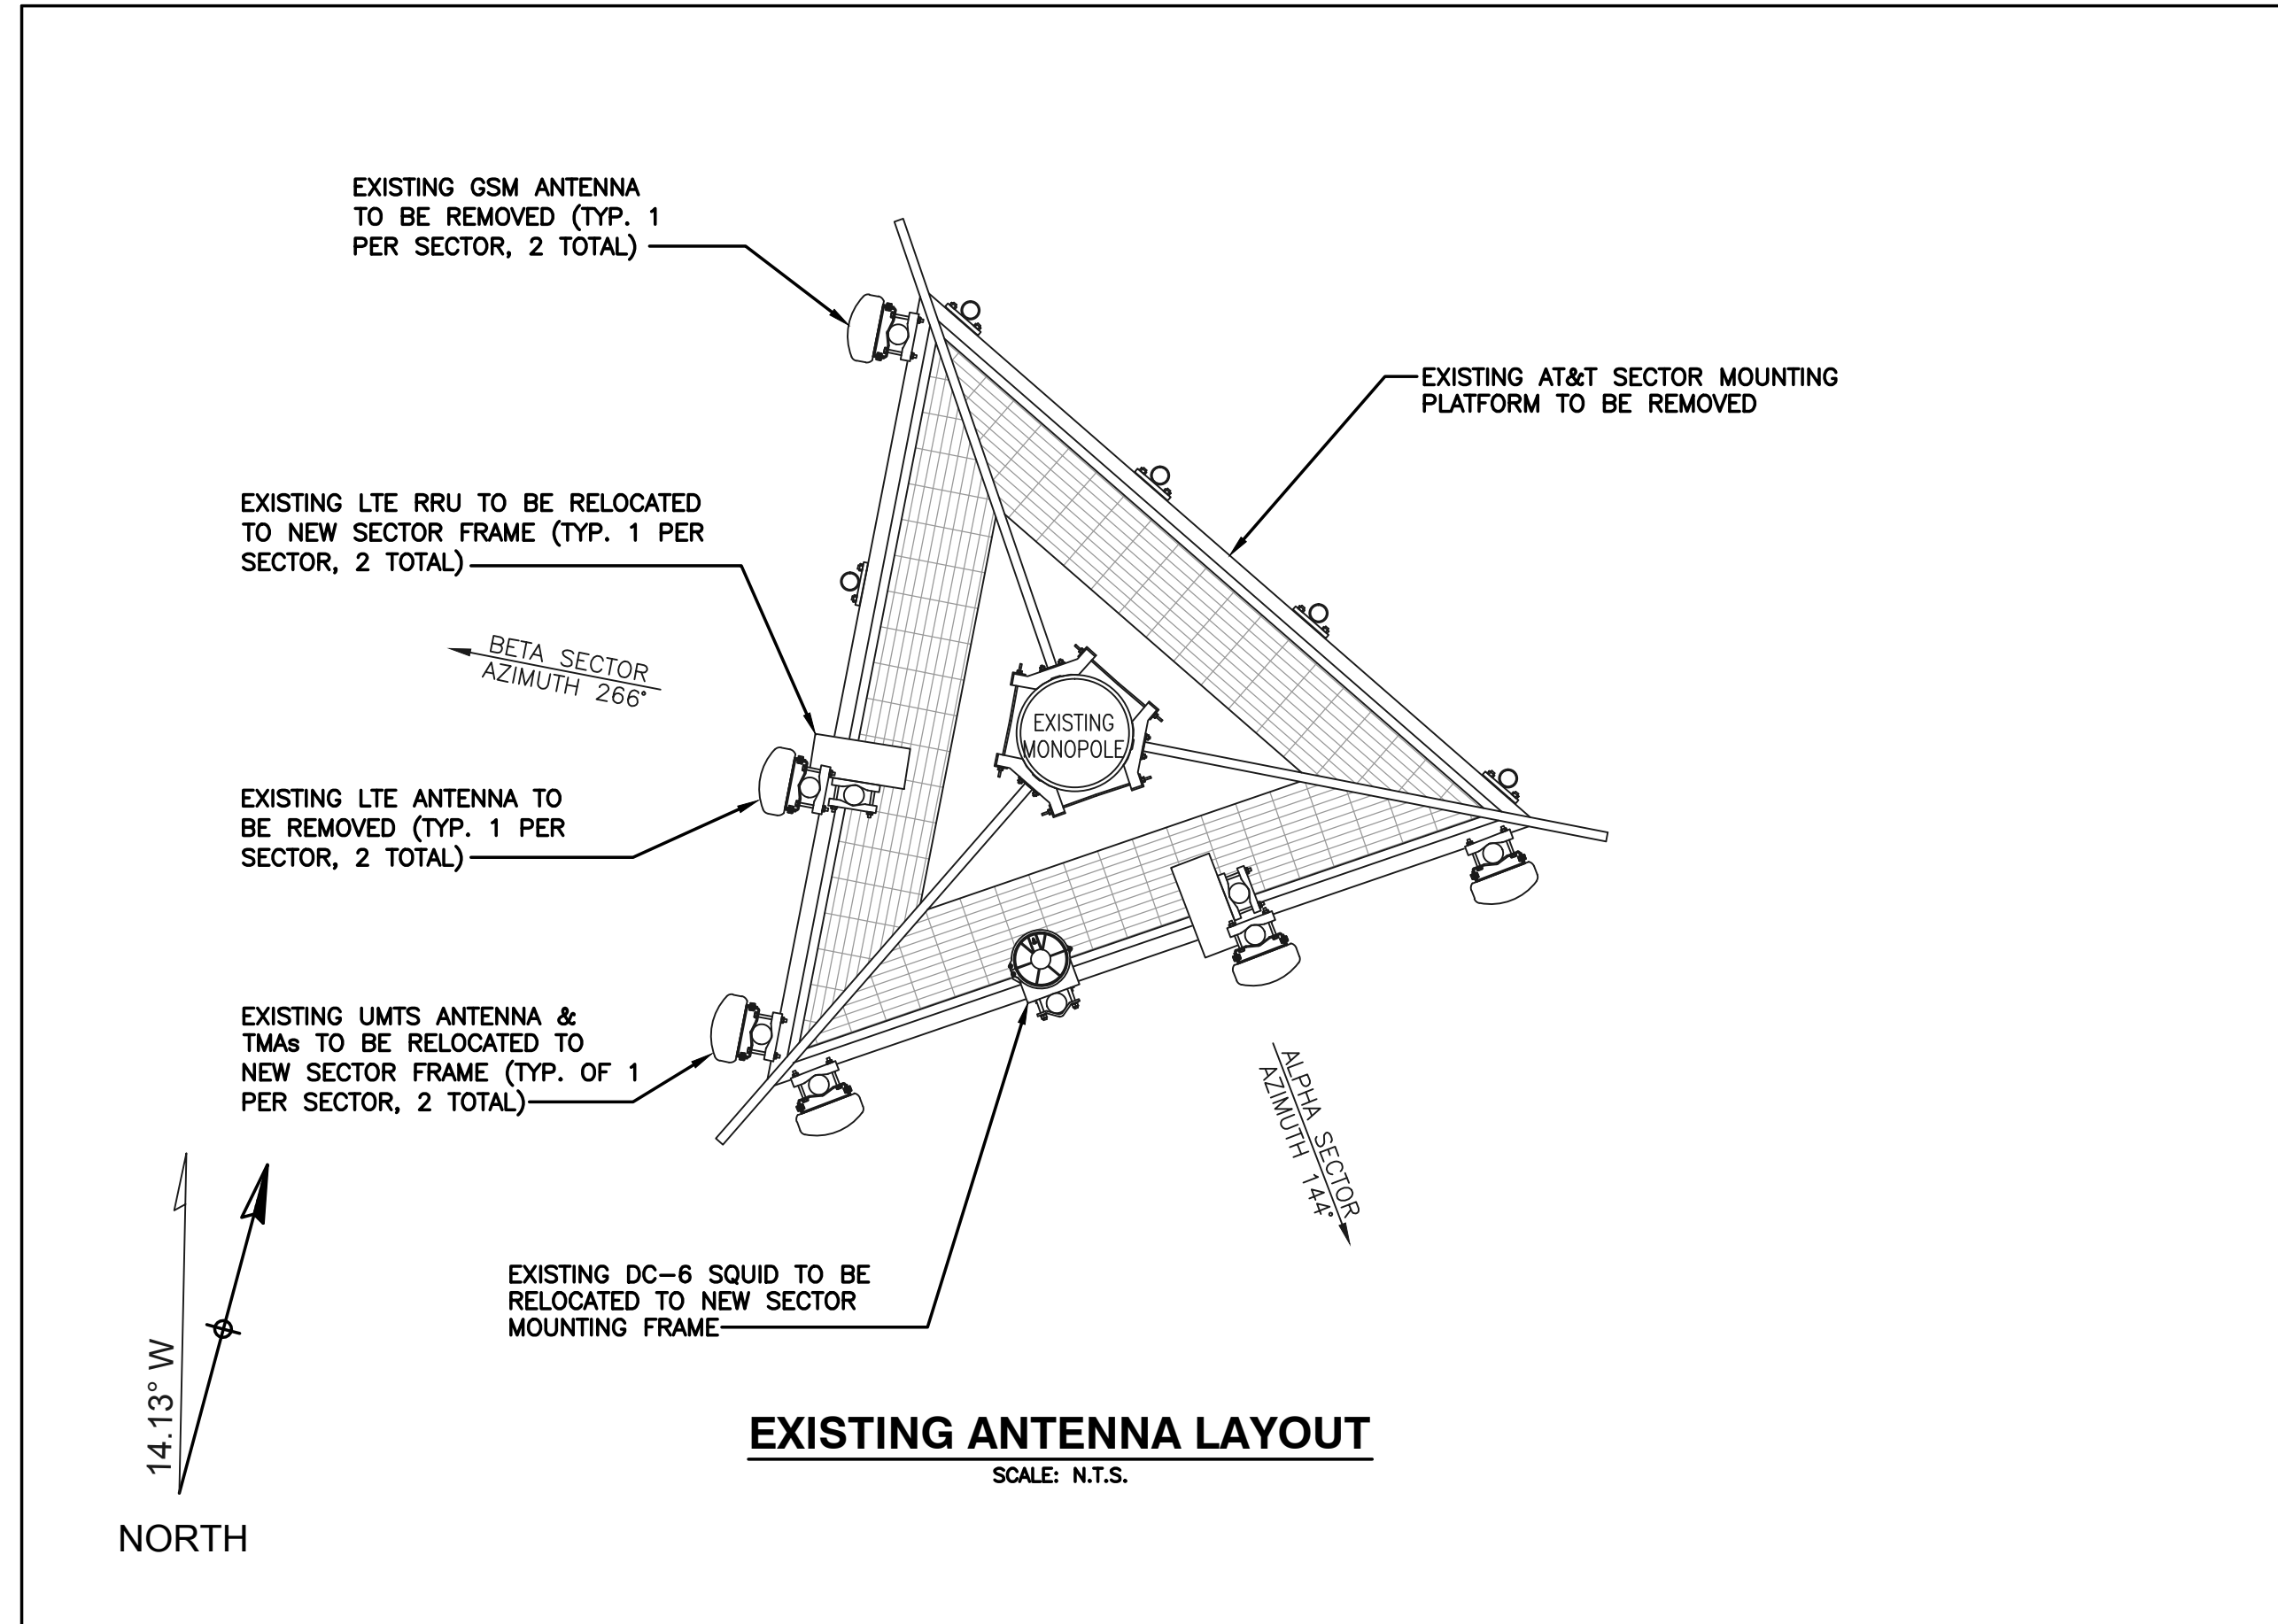 EXISTING GSM ANTENNA
TO BE REMOVED (TYP. 1
PER SECTOR, 2 TOTAL)
EXISTING AT&T SECTOR MOUNTING
PLATFORM TO BE REMOVED
EXISTING LTE RRU TO BE RELOCATED
TO NEW SECTOR FRAME (TYP. 1 PER
SECTOR, 2 TOTAL)
BETA SECTOR
AZIMUTH 266°
EXISTING
MONOPOLE
EXISTING LTE ANTENNA TO
BE REMOVED (TYP. 1 PER
SECTOR, 2 TOTAL)
EXISTING UMTS ANTENNA &
TMAs TO BE RELOCATED TO
NEW SECTOR FRAME (TYP. OF 1
PER SECTOR, 2 TOTAL)
ALPHA SECTOR
AZIMUTH 144°
EXISTING DC-6 SQUID TO BE
RELOCATED TO NEW SECTOR
MOUNTING FRAME
14.13° W
NORTH
EXISTING ANTENNA LAYOUT
SCALE: N.T.S.